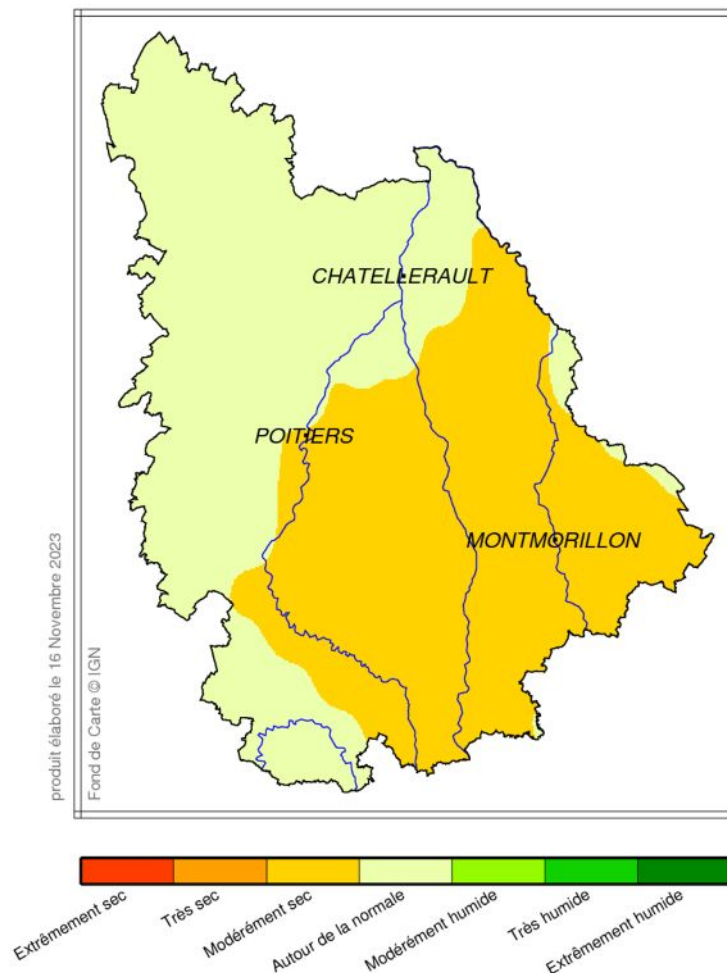 CHATELLERAULT
POITIERS
MONTMORILLON
produit élaboré le 16 Novembre 2023
Fond de Carte © IGN
Extrêmement sec
Très sec
Modérément sec
Autour de la normale
Modérément humide
Très humide
Extrêmement humide